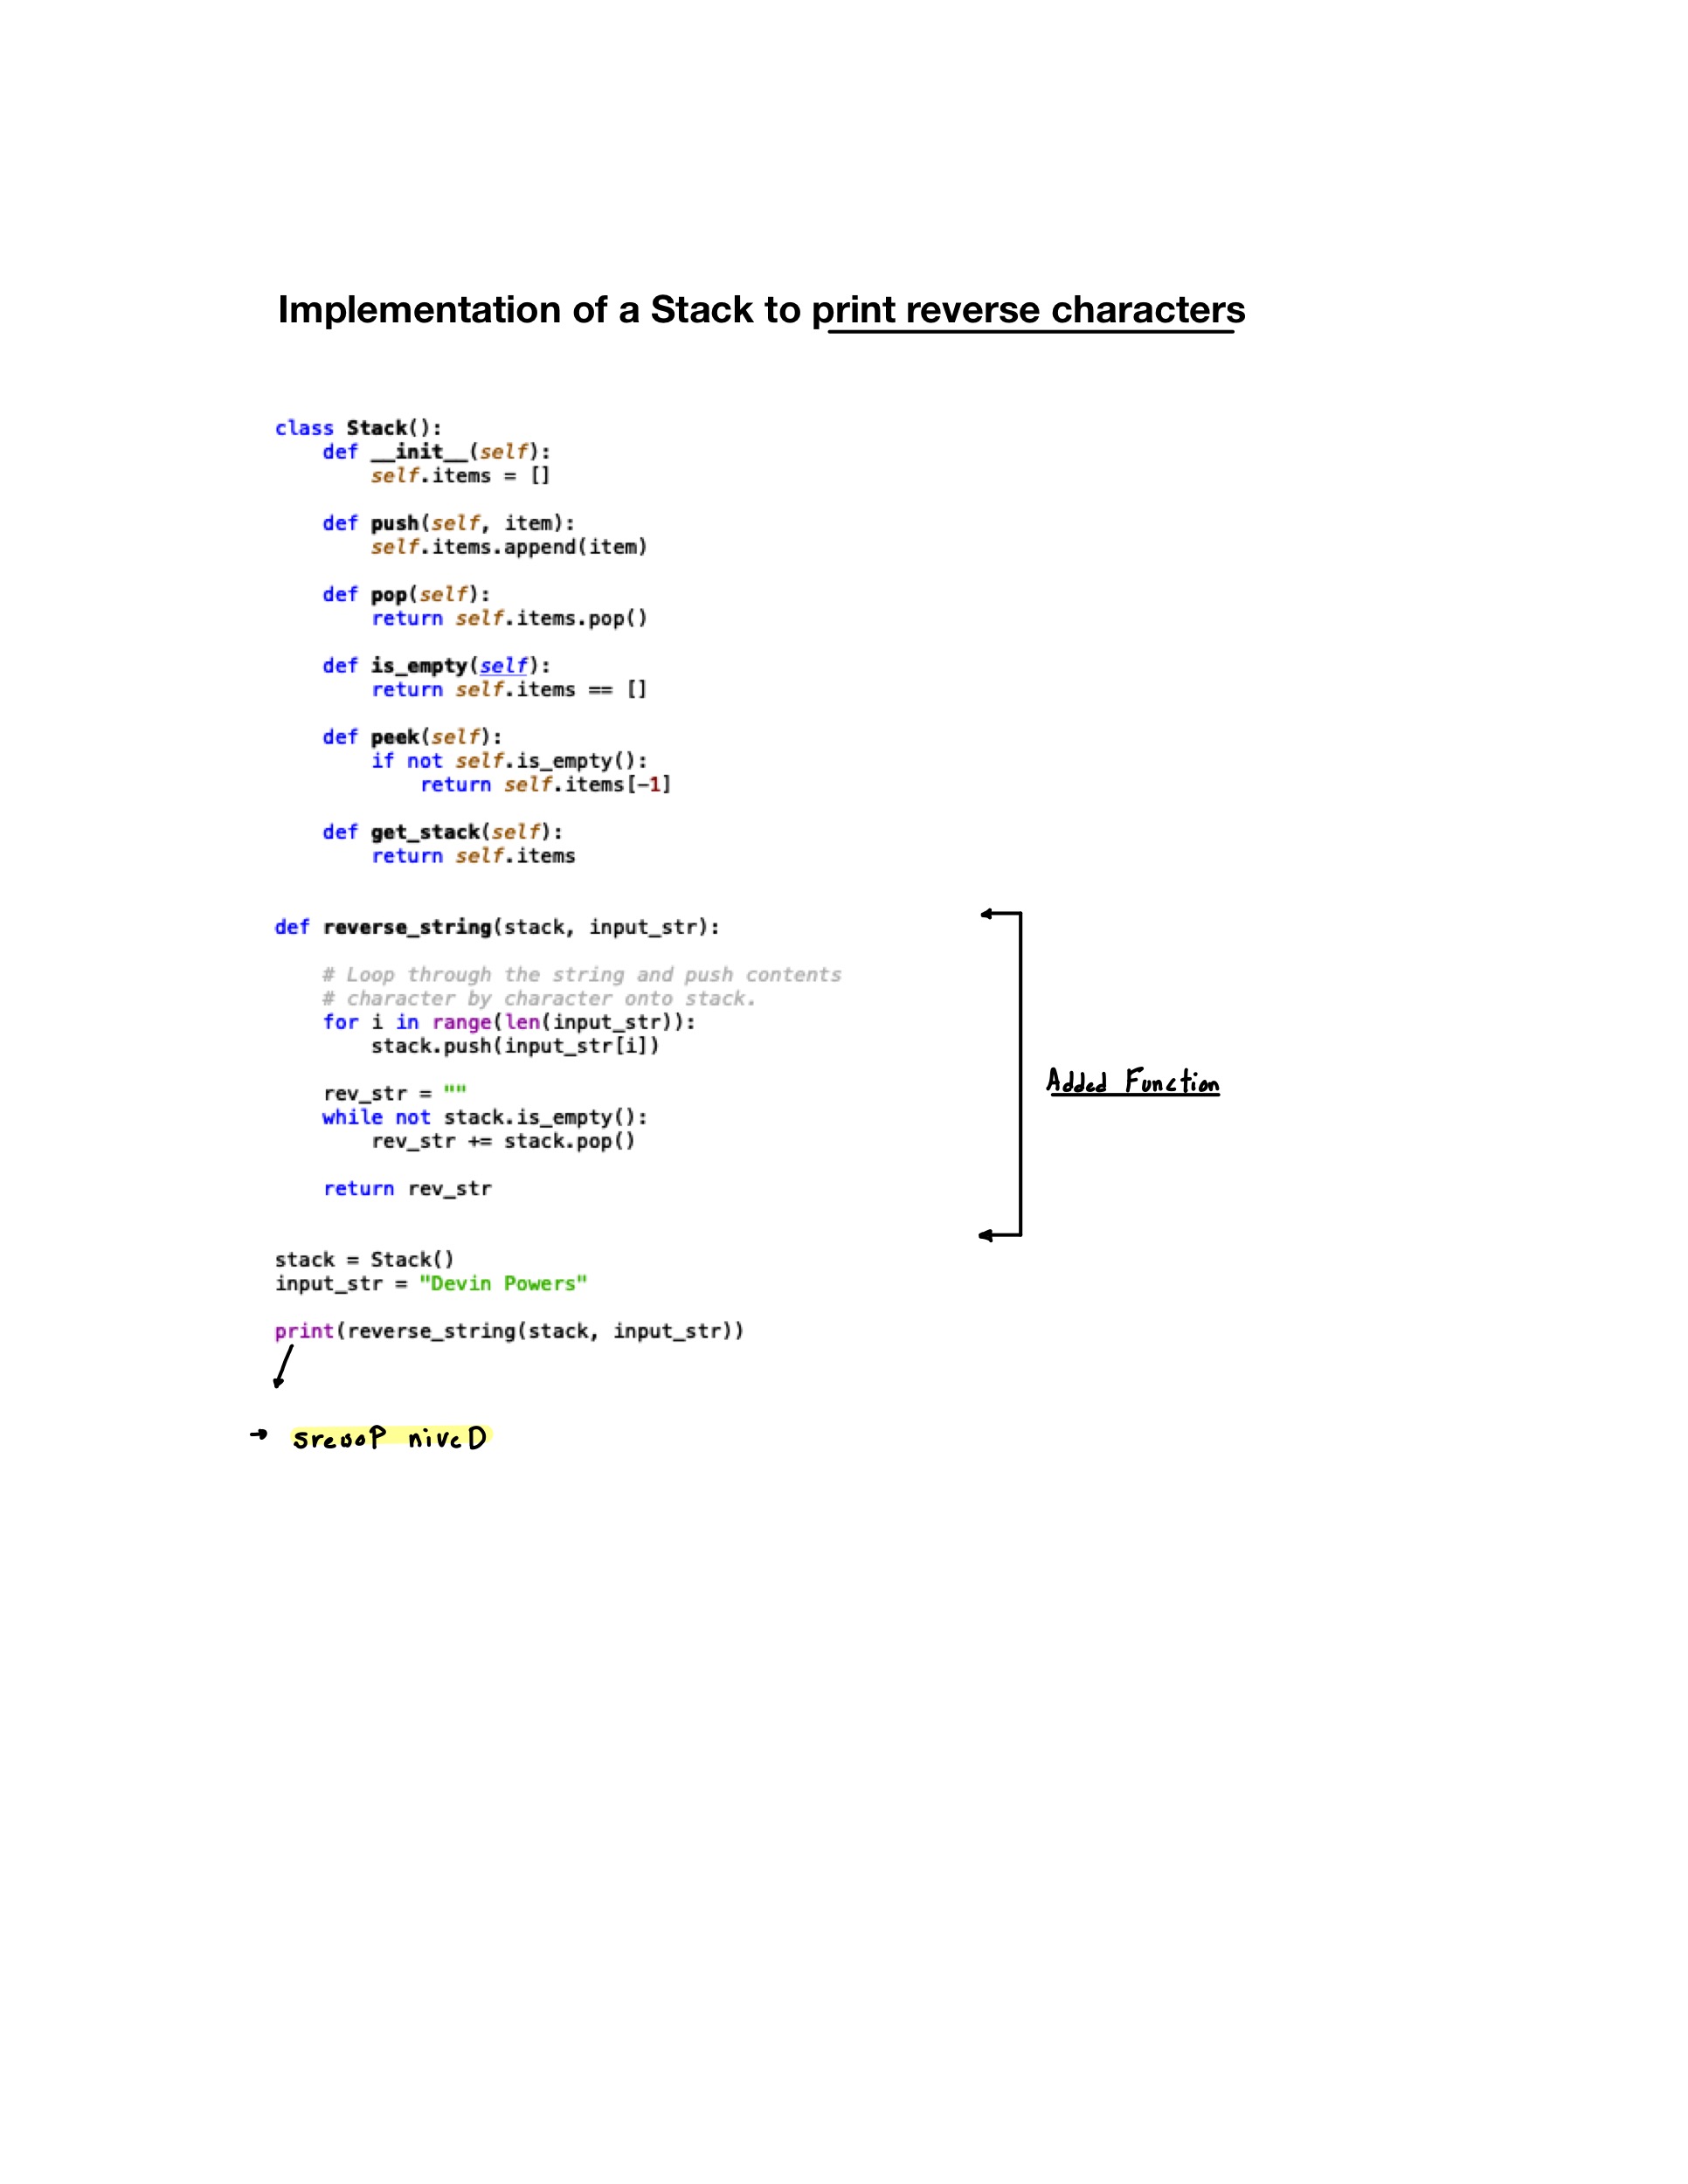 Implementation of a Stack to print reverse characters
class Stack():
    def __init__(self):
        self.items = []
    def push(self, item):
        self.items.append(item)
    def pop(self):
        return self.items.pop()
    def is_empty(self):
        return self.items == []
    def peek(self):
        if not self.is_empty():
            return self.items[-1]
    def get_stack(self):
        return self.items
def reverse_string(stack, input_str):
    # Loop through the string and push contents
    # character by character onto stack.
    for i in range(len(input_str)):
        stack.push(input_str[i])
    rev_str = ""
    while not stack.is_empty():
        rev_str += stack.pop()
    return rev_str
Added Function
stack = Stack()
input_str = "Devin Powers"
print(reverse_string(stack, input_str))
→ srewoP niveD